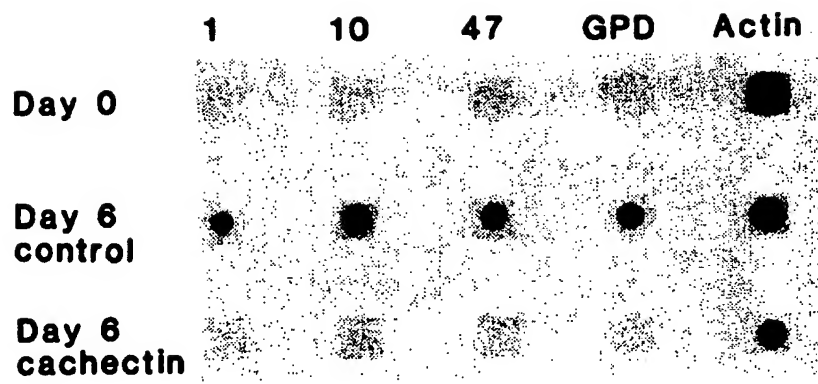 1 10 47 GPD Actin
Day 0
Day 6
control
Day 6
cachectin